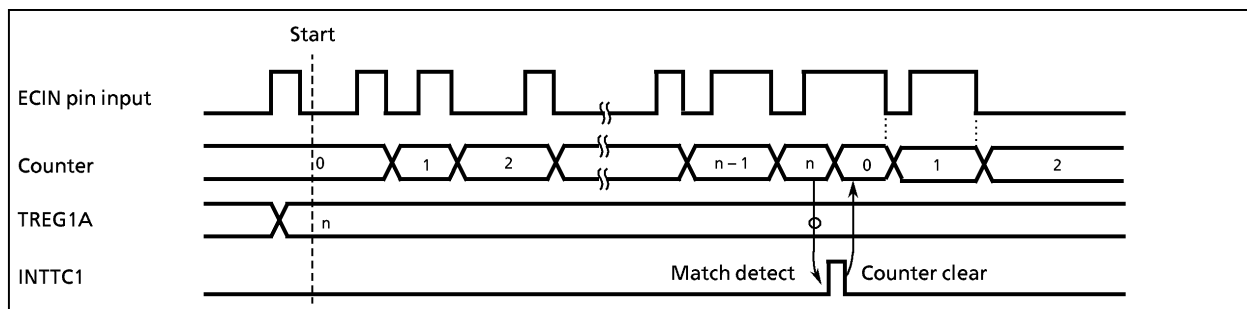 Start
ECIN pin input
Counter 0 1 2 n – 1 n 0 1 2
TREG1A n
INTTC1 Match detect Counter clear